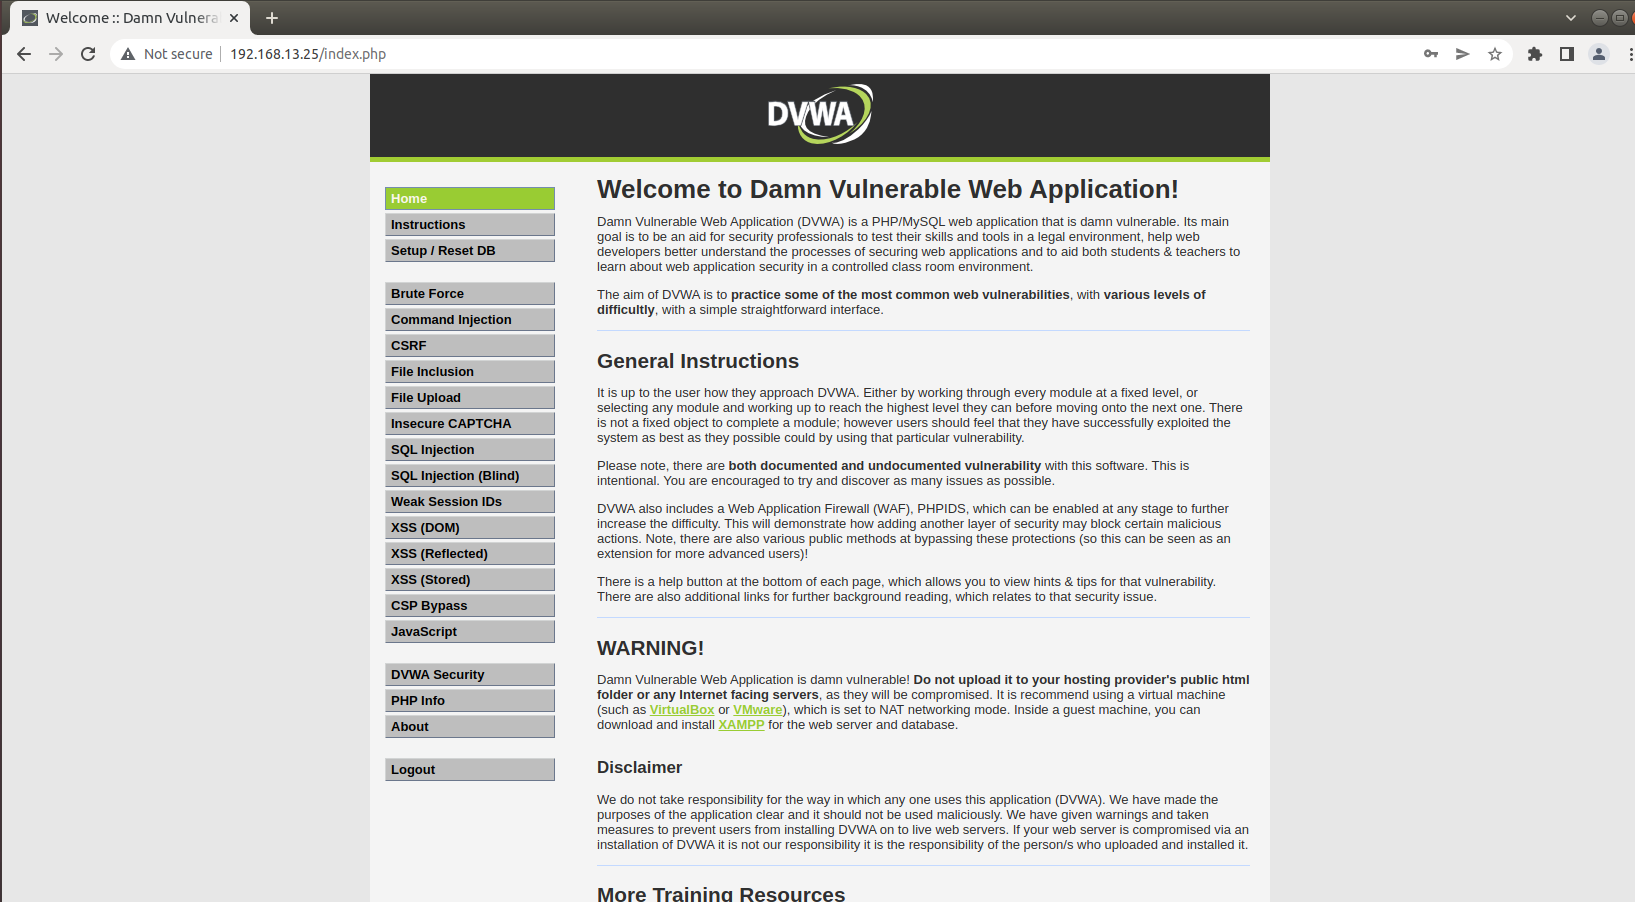 Welcome :: Damn Vulnera
Not secure
192.168.13.25/index.php
DVWA
Home
Instructions
Setup / Reset DB
Brute Force
Command Injection
CSRF
File Inclusion
File Upload
Insecure CAPTCHA
SQL Injection
SQL Injection (Blind)
Weak Session IDs
XSS (DOM)
XSS (Reflected)
XSS (Stored)
CSP Bypass
JavaScript
DVWA Security
PHP Info
About
Logout
Welcome to Damn Vulnerable Web Application!
Damn Vulnerable Web Application (DVWA) is a PHP/MySQL web application that is damn vulnerable. Its main
goal is to be an aid for security professionals to test their skills and tools in a legal environment, help web
developers better understand the processes of securing web applications and to aid both students & teachers to
learn about web application security in a controlled class room environment.
The aim of DVWA is to practice some of the most common web vulnerabilities, with various levels of
difficultly, with a simple straightforward interface.
General Instructions
It is up to the user how they approach DVWA. Either by working through every module at a fixed level, or
selecting any module and working up to reach the highest level they can before moving onto the next one. There
is not a fixed object to complete a module; however users should feel that they have successfully exploited the
system as best as they possible could by using that particular vulnerability.
Please note, there are both documented and undocumented vulnerability with this software. This is
intentional. You are encouraged to try and discover as many issues as possible.
DVWA also includes a Web Application Firewall (WAF), PHPIDS, which can be enabled at any stage to further
increase the difficulty. This will demonstrate how adding another layer of security may block certain malicious
actions. Note, there are also various public methods at bypassing these protections (so this can be seen as an
extension for more advanced users)!
There is a help button at the bottom of each page, which allows you to view hints & tips for that vulnerability.
There are also additional links for further background reading, which relates to that security issue.
WARNING!
Damn Vulnerable Web Application is damn vulnerable! Do not upload it to your hosting provider's public html
folder or any Internet facing servers, as they will be compromised. It is recommend using a virtual machine
(such as VirtualBox or VMware), which is set to NAT networking mode. Inside a guest machine, you can
download and install XAMPP for the web server and database.
Disclaimer
We do not take responsibility for the way in which any one uses this application (DVWA). We have made the
purposes of the application clear and it should not be used maliciously. We have given warnings and taken
measures to prevent users from installing DVWA on to live web servers. If your web server is compromised via an
installation of DVWA it is not our responsibility it is the responsibility of the person/s who uploaded and installed it.
More Training Resources